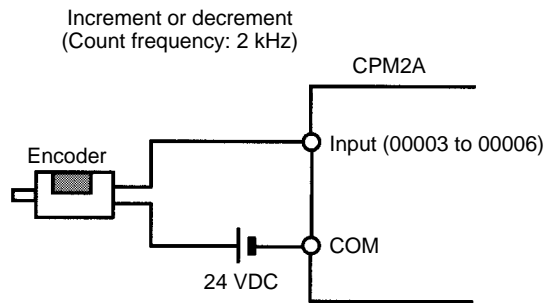 Increment or decrement
(Count frequency: 2 kHz)
CPM2A
Input (00003 to 00006)
Encoder
COM
24 VDC